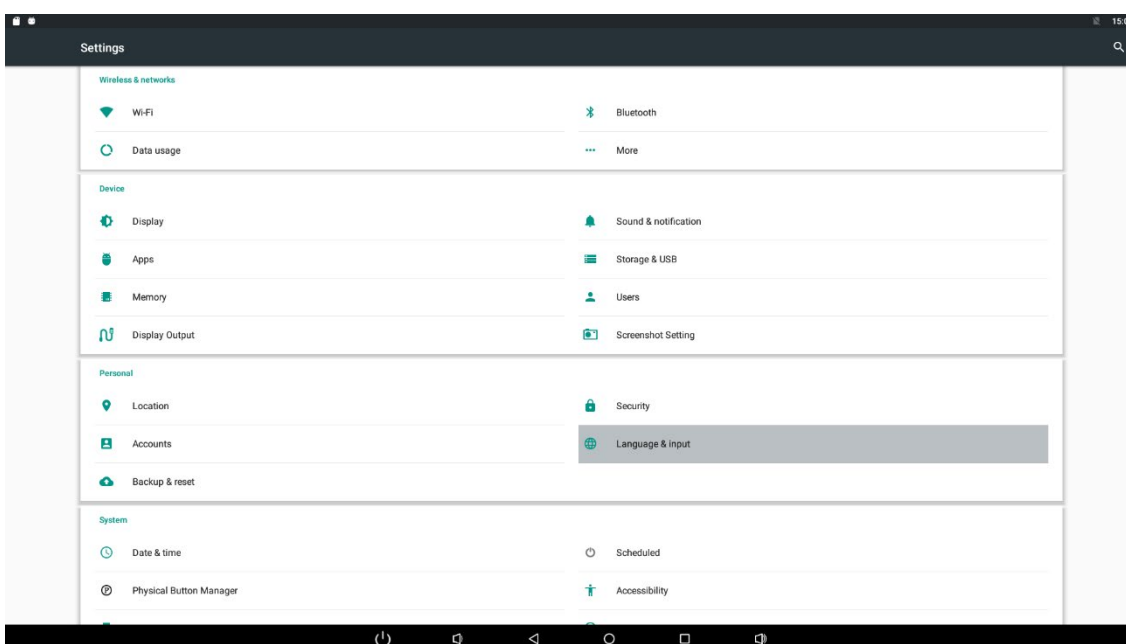 15:0
Settings
Wireless & networks
Wi-Fi
Bluetooth
Data usage
More
Device
Display
Sound & notification
Apps
Storage & USB
Memory
Users
Display Output
Screenshot Setting
Personal
Location
Security
Accounts
Language & input
Backup & reset
System
Date & time
Scheduled
Physical Button Manager
Accessibility